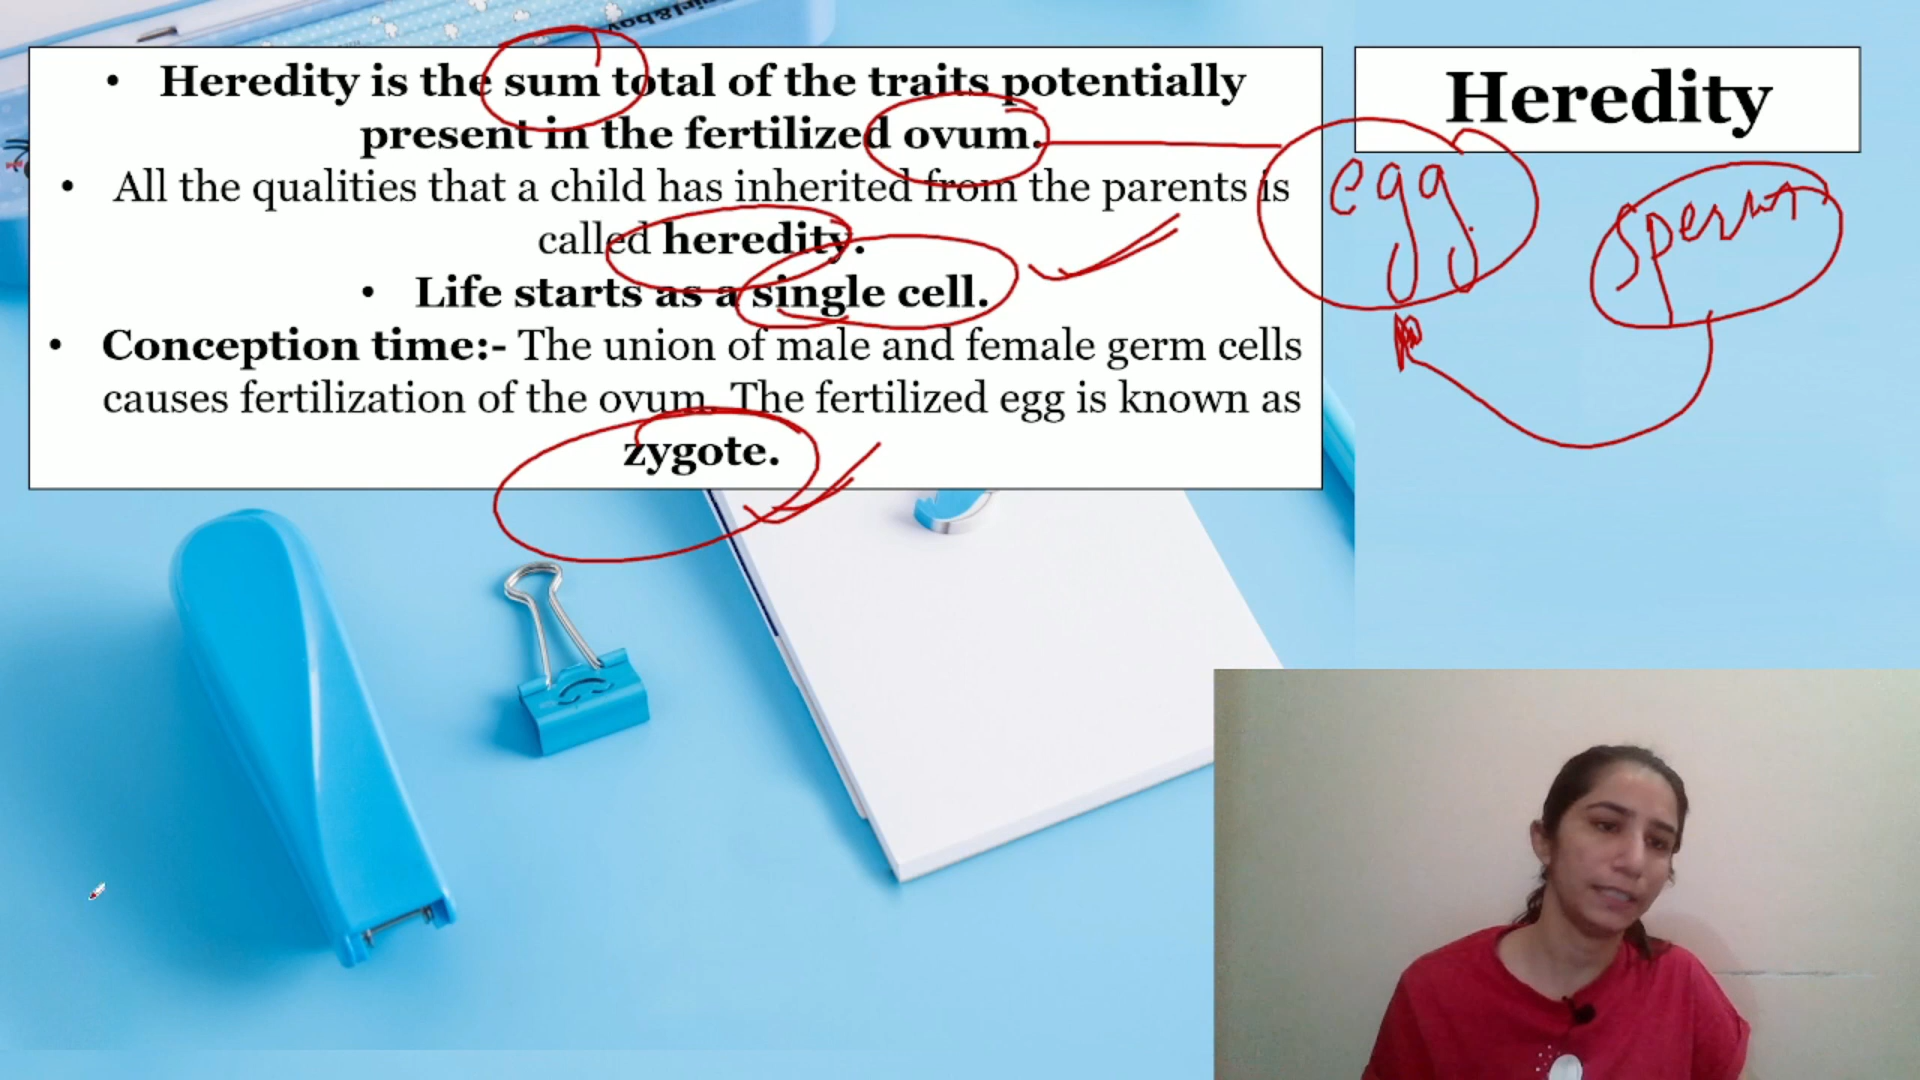 • Heredity is the sum total of the traits potentially
present in the fertilized ovum.
• All the qualities that a child has inherited from the parents is
called heredity.
• Life starts as a single cell.
• Conception time:- The union of male and female germ cells
causes fertilization of the ovum. The fertilized egg is known as
zygote.
Heredity
egg
sperm